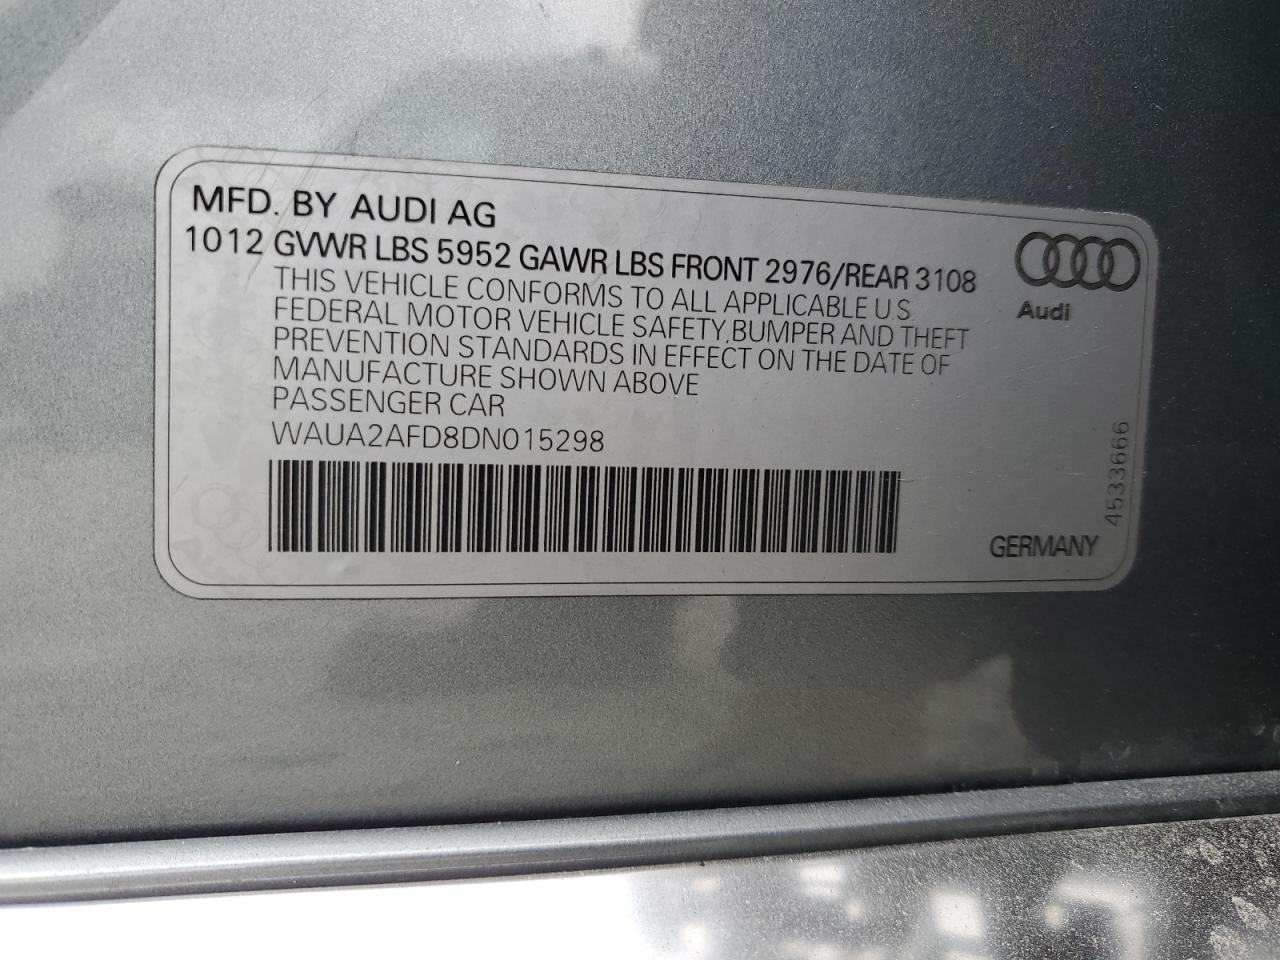 MFD. BY AUDI AG
1012 GVWR LBS 5952 GAWR LBS FRONT 2976/REAR 3108
THIS VEHICLE CONFORMS TO ALL APPLICABLE U.S
FEDERAL MOTOR VEHICLE SAFETY, BUMPER AND THEFT
PREVENTION STANDARDS IN EFFECT ON THE DATE OF
MANUFACTURE SHOWN ABOVE
PASSENGER CAR
WAUA2AFD8DN015298
Audi
4533666
GERMANY